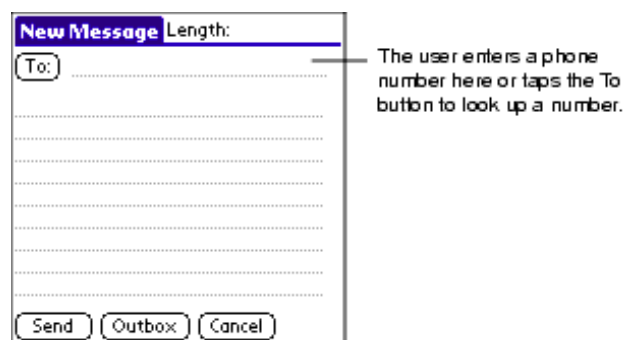 New Message Length:
To:
The user enters a phone
number here or taps the To
button to look up a number.
Send Outbox Cancel